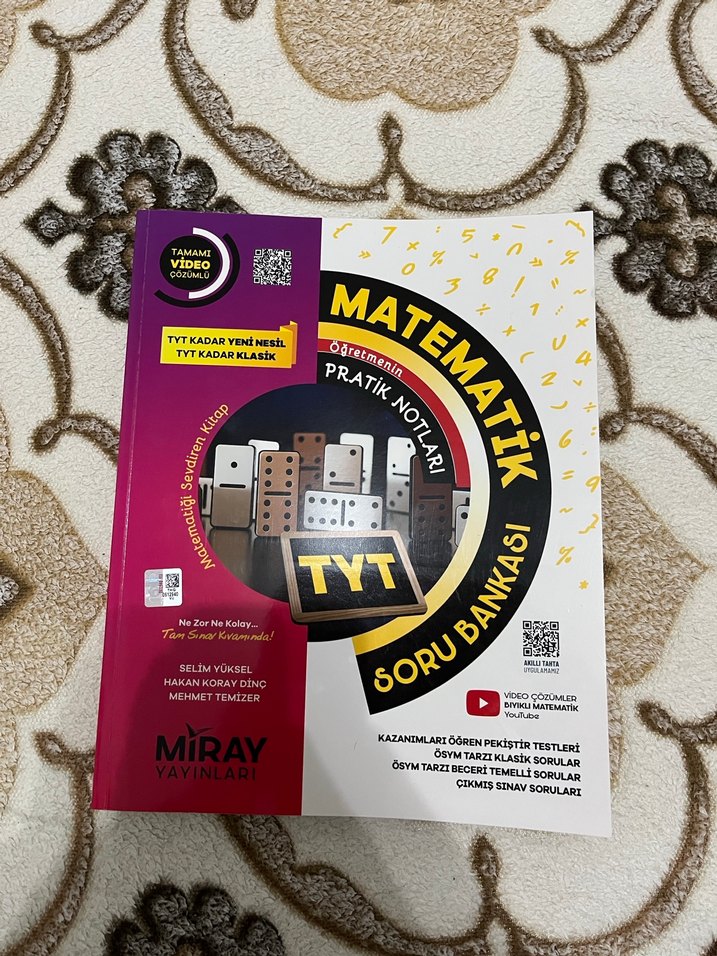 TAMAMI
VİDEO
ÇÖZÜMLÜ
TYT KADAR YENİ NESİL
TYT KADAR KLASİK
MATEMATİK
Öğretmenin
PRATİK NOTLARI
Matematiği Sevdiren Kitap
TYT
SORU BANKASI
Ne Zor Ne Kolay...
Tam Sınav Kıvamında!
SELİM YÜKSEL
HAKAN KORAY DİNÇ
MEHMET TEMİZER
MİRAY
YAYINLARI
AKILLI TAHTA
UYGULAMAMIZ
VİDEO ÇÖZÜMLER
BIYIKLI MATEMATİK
YouTube
KAZANIMLARI ÖĞREN PEKİŞTİR TESTLERİ
ÖSYM TARZI KLASİK SORULAR
ÖSYM TARZI BECERİ TEMELLİ SORULAR
ÇIKMIŞ SINAV SORULARI